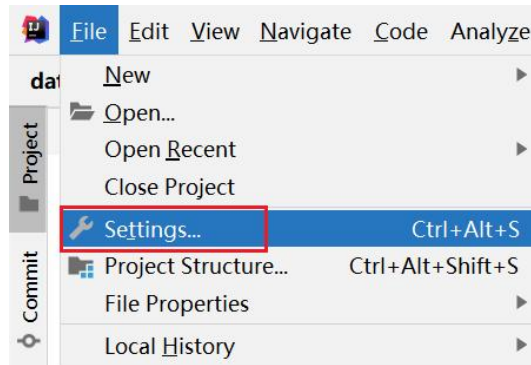 File Edit View Navigate Code Analyze
dat
New
Open...
Open Recent
Close Project
Settings... Ctrl+Alt+S
Project Structure... Ctrl+Alt+Shift+S
File Properties
Local History
Project
Commit